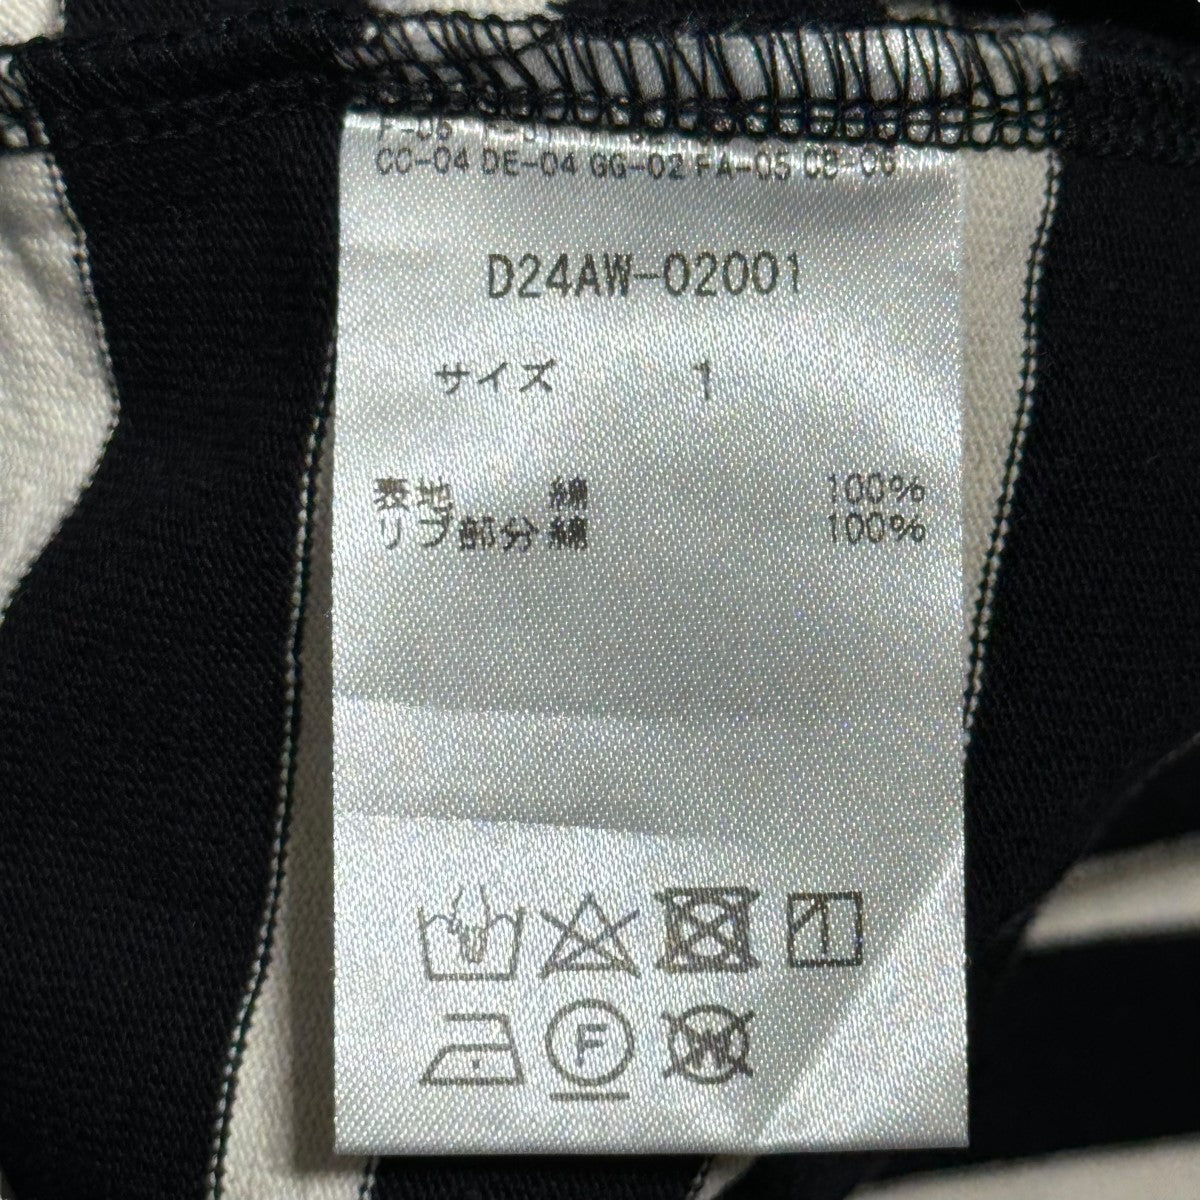 CC-04 DE-04 GG-02 FA-05 CB-06
D24AW-02001
サイズ 1
表地 綿 100%
リブ部分 綿 100%
F